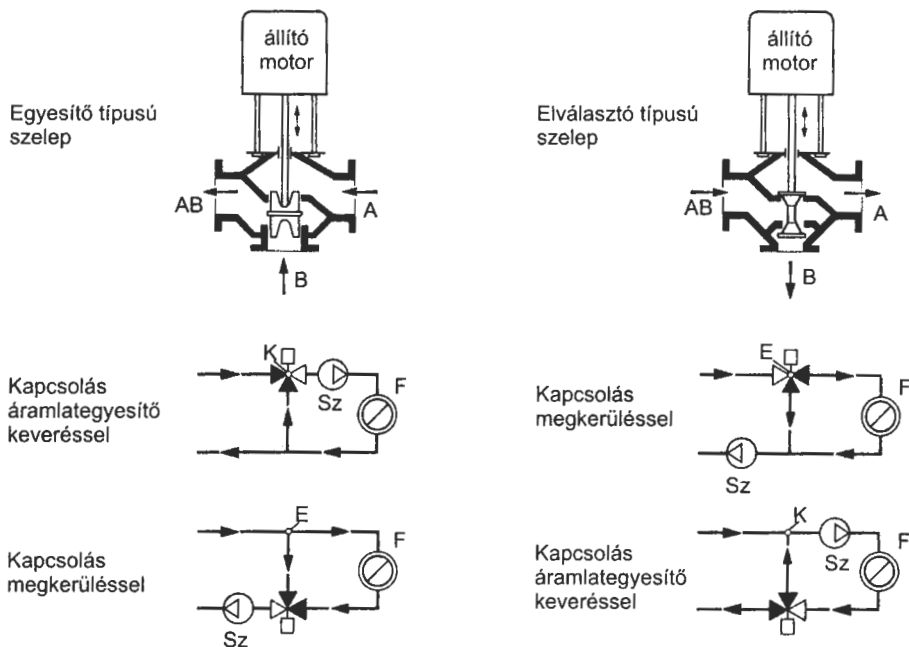 állító
motor
Egyesítő típusú
szelep
AB
A
B
állító
motor
Elválasztó típusú
szelep
AB
A
B
Kapcsolás
áramlategyesítő
keveréssel
K
Sz
F
Kapcsolás
megkerüléssel
E
F
Sz
Kapcsolás
megkerüléssel
E
F
Sz
Kapcsolás
áramlategyesítő
keveréssel
K
Sz
F